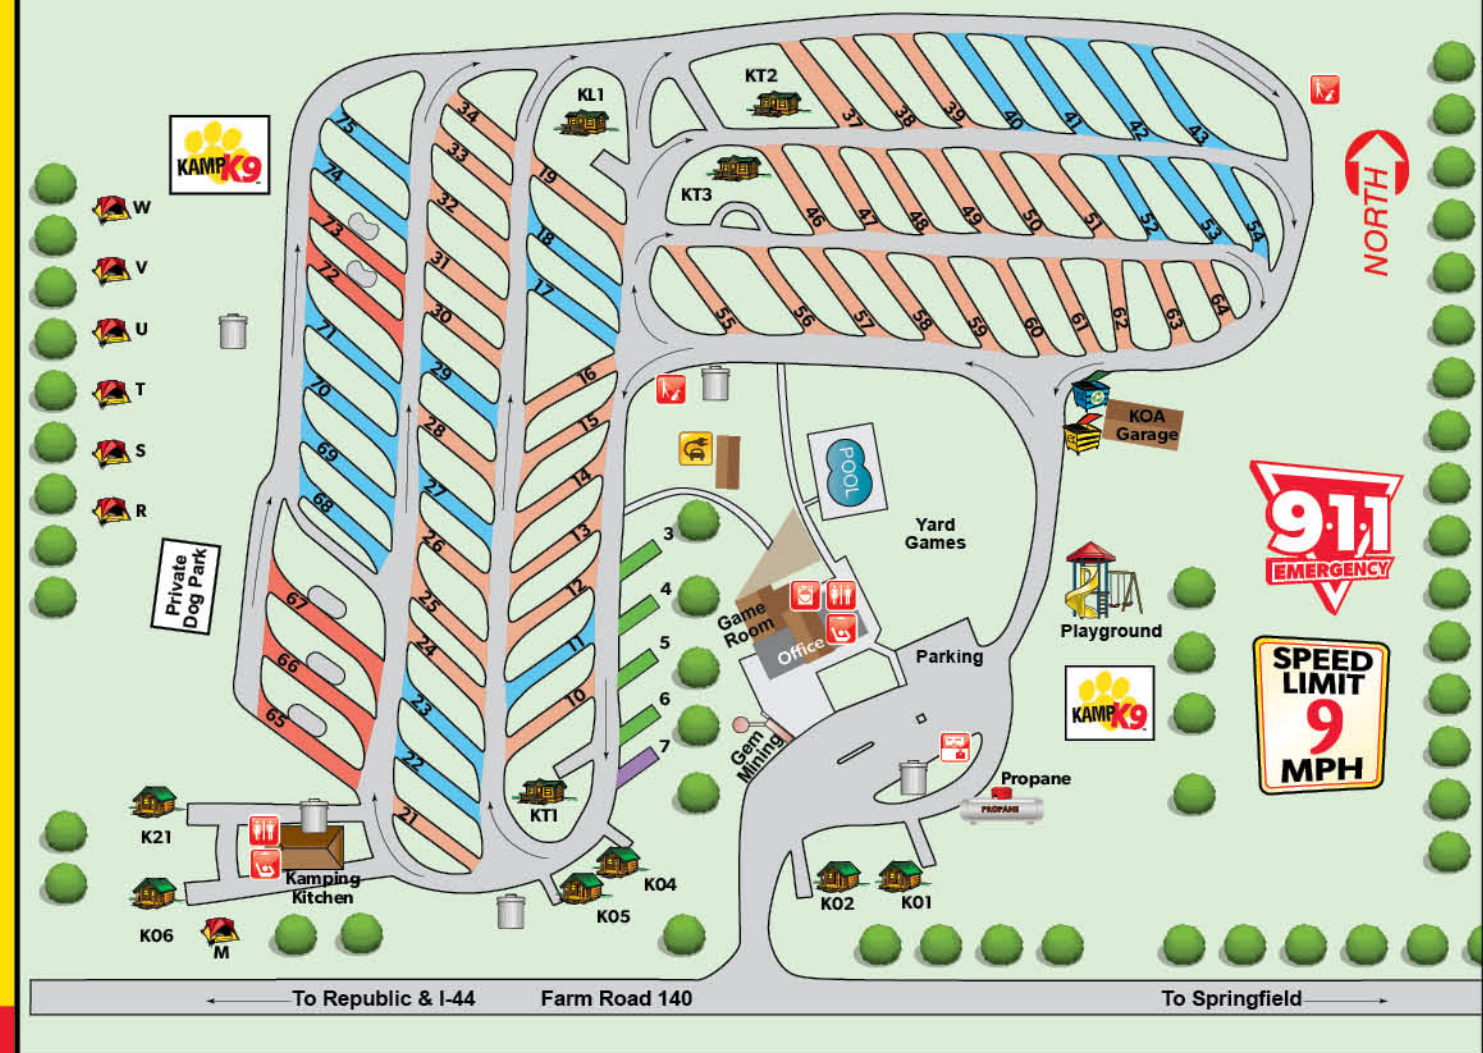 KT2
KL1
KT3
KAMP K9
W
V
U
T
S
R
75
74
73
72
71
70
69
68
67
66
65
34
33
32
31
30
29
28
27
26
25
24
23
22
21
19
18
17
16
15
14
13
12
11
10
37
38
39
40
41
42
43
46
47
48
49
50
51
52
53
54
55
56
57
58
59
60
61
62
63
64
NORTH
3
4
5
6
7
POOL
KOA
Garage
Yard
Games
9·1·1
EMERGENCY
Private
Dog Park
Game
Room
Office
Parking
Playground
KAMP K9
SPEED
LIMIT
9
MPH
Gem
Mining
Propane
PROPANE
KT1
K21
Kamping
Kitchen
K06
M
K04
K05
K02
K01
To Republic & I-44
Farm Road 140
To Springfield